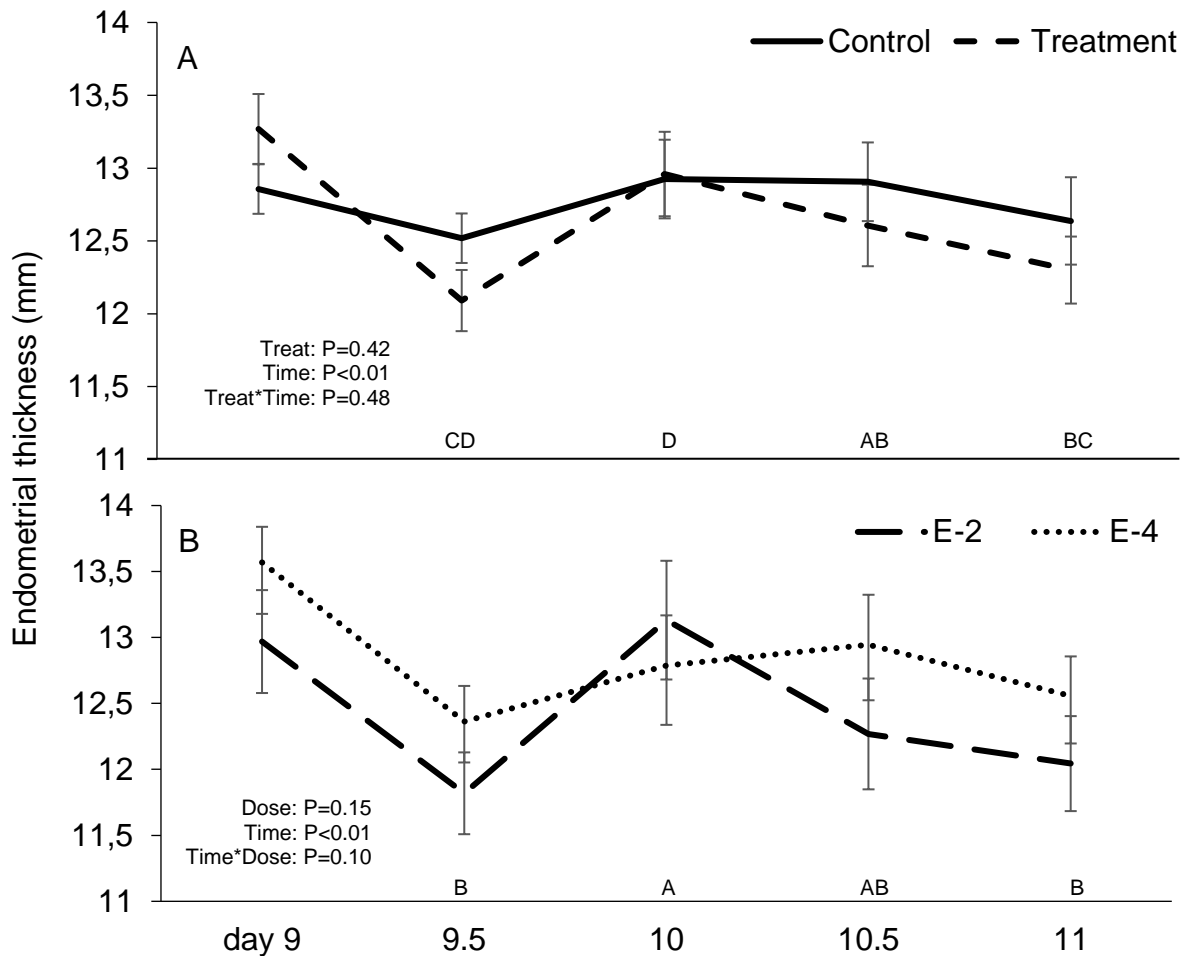 Endometrial thickness (mm)
14
13,5
13
12,5
12
11,5
11
A
Control Treatment
Treat: P=0.42
Time: P<0.01
Treat*Time: P=0.48
CD D AB BC
14
13,5
13
12,5
12
11,5
11
B
E-2 E-4
Dose: P=0.15
Time: P<0.01
Time*Dose: P=0.10
B A AB B
day 9 9.5 10 10.5 11